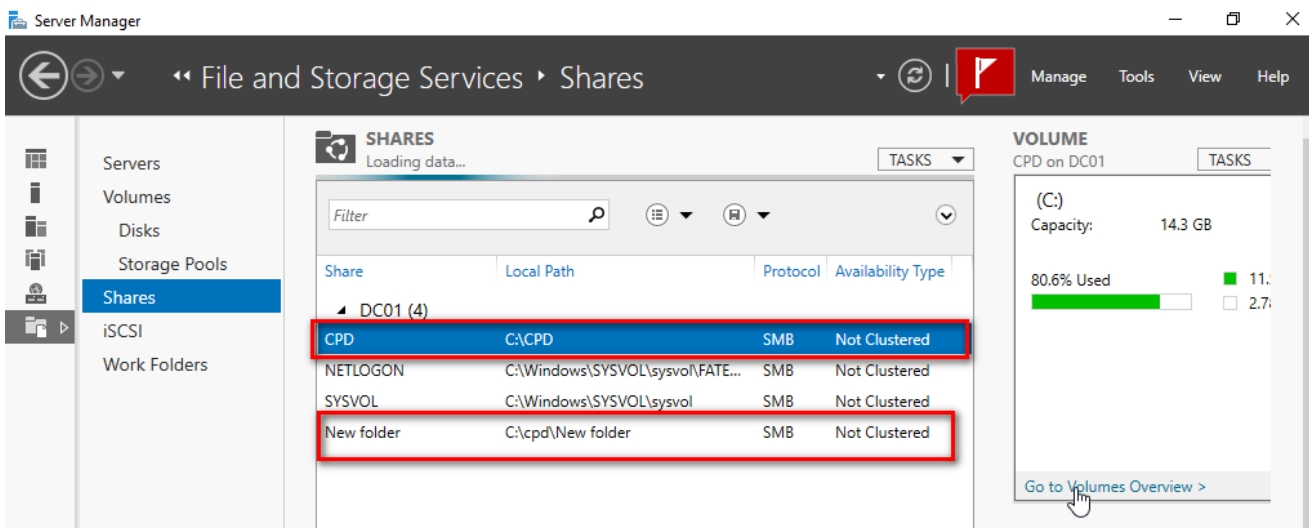 Server Manager
File and Storage Services
Shares
Manage
Tools
View
Help
Servers
Volumes
Disks
Storage Pools
Shares
iSCSI
Work Folders
SHARES
Loading data...
TASKS
Filter
Share Local Path Protocol Availability Type
DC01 (4)
CPD C:\CPD SMB Not Clustered
NETLOGON C:\Windows\SYSVOL\sysvol\FATE... SMB Not Clustered
SYSVOL C:\Windows\SYSVOL\sysvol SMB Not Clustered
New folder C:\cpd\New folder SMB Not Clustered
VOLUME
CPD on DC01
TASKS
(C:)
Capacity: 14.3 GB
80.6% Used
Go to Volumes Overview >